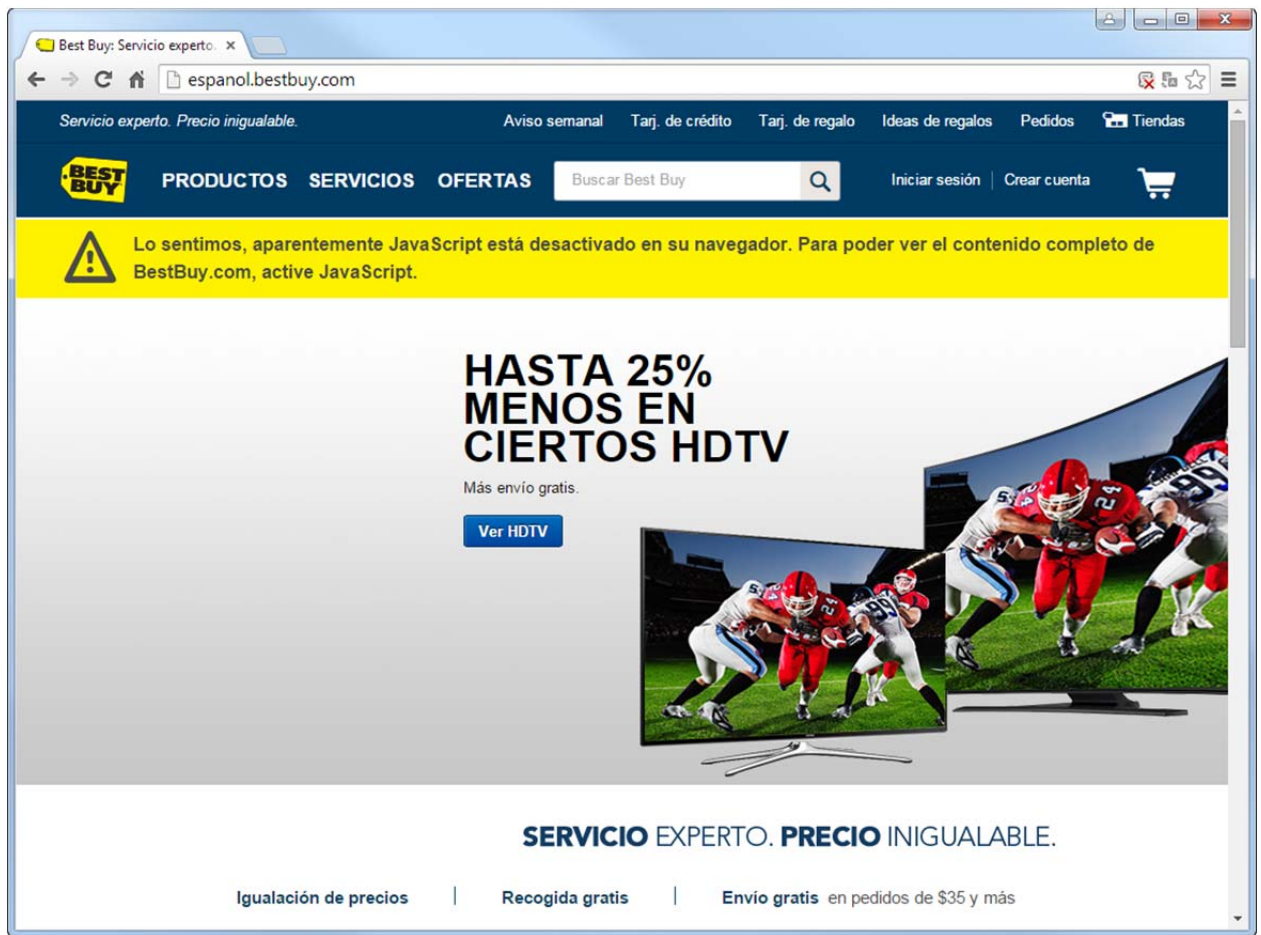 Best Buy: Servicio experto.
espanol.bestbuy.com
Servicio experto. Precio inigualable. Aviso semanal Tarj. de crédito Tarj. de regalo Ideas de regalos Pedidos Tiendas
BEST BUY PRODUCTOS SERVICIOS OFERTAS Buscar Best Buy Iniciar sesión Crear cuenta
Lo sentimos, aparentemente JavaScript está desactivado en su navegador. Para poder ver el contenido completo de
BestBuy.com, active JavaScript.
HASTA 25%
MENOS EN
CIERTOS HDTV
Más envío gratis.
Ver HDTV
24
99
24
99
SERVICIO EXPERTO. PRECIO INIGUALABLE.
Igualación de precios | Recogida gratis | Envío gratis en pedidos de $35 y más